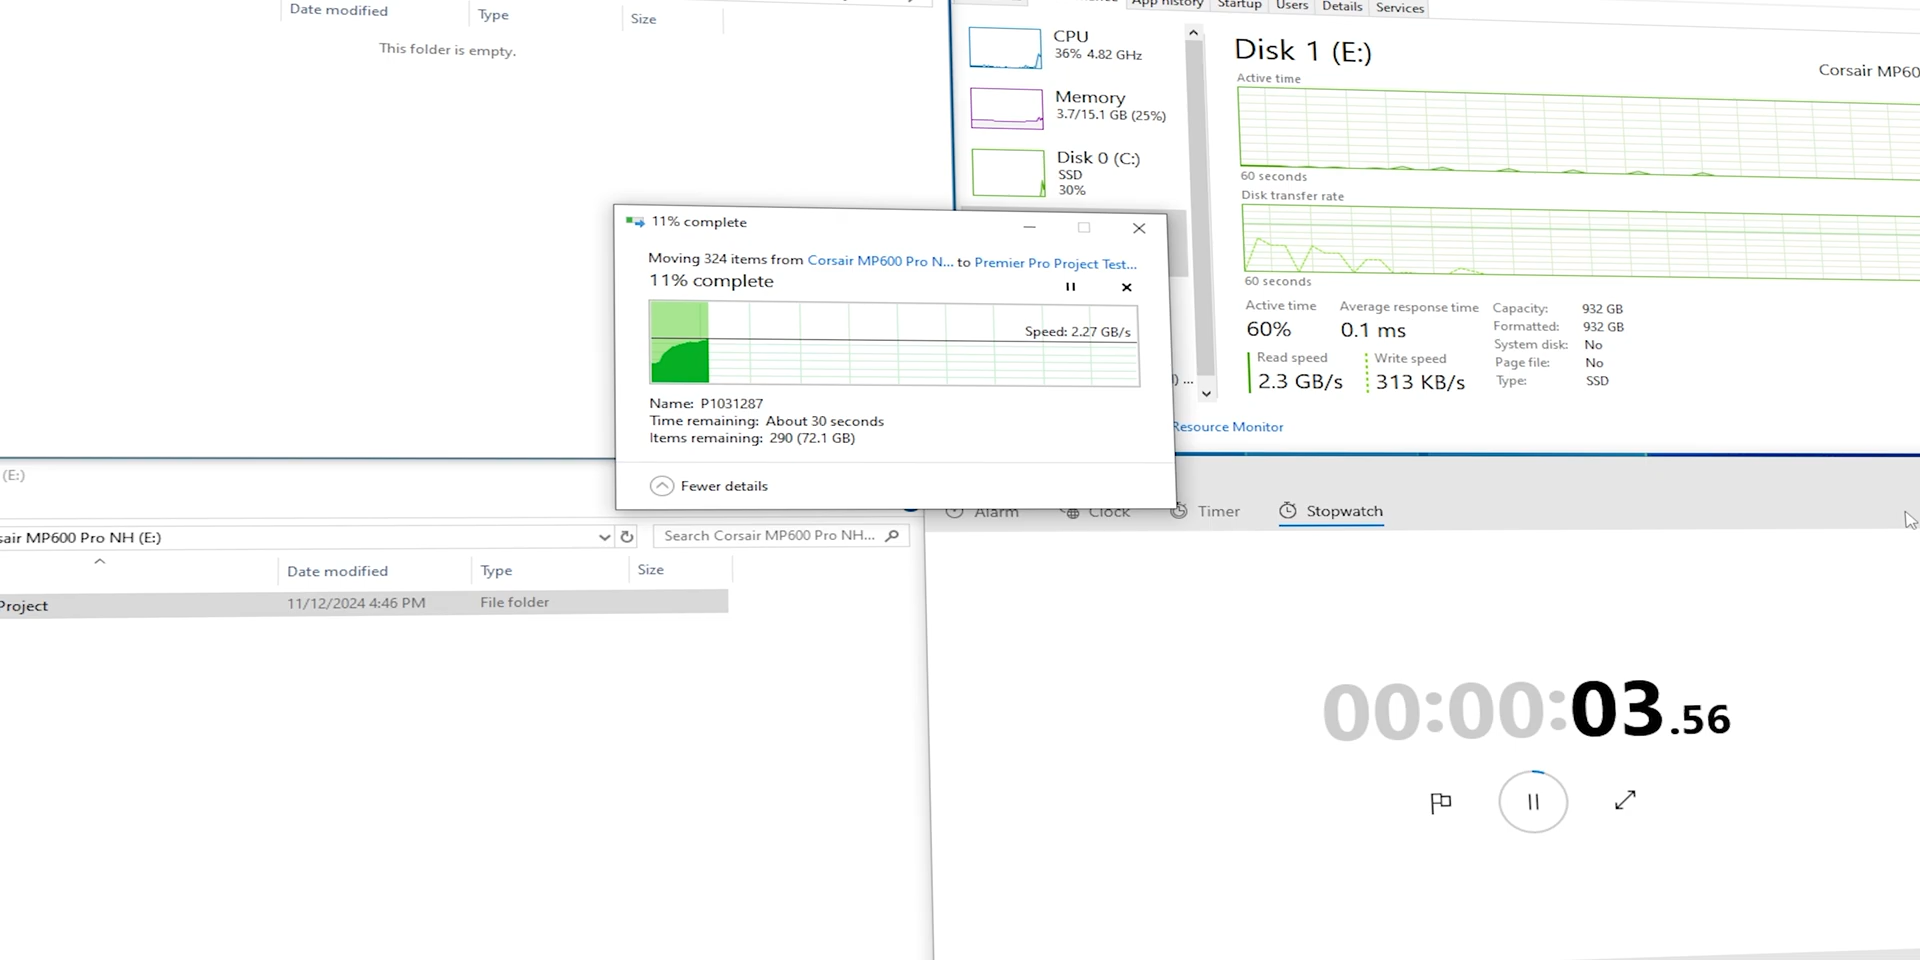 Date modified
Type
Size
This folder is empty.
App history
Startup
Users
Details
Services
CPU
36% 4.82 GHz
Memory
3.7/15.1 GB (25%)
Disk 0 (C:)
SSD
30%
Disk 1 (E:)
Corsair MP60
Active time
60 seconds
Disk transfer rate
60 seconds
Active time
60%
Average response time
0.1 ms
Read speed
2.3 GB/s
Write speed
313 KB/s
Capacity: 932 GB
Formatted: 932 GB
System disk: No
Page file: No
Type: SSD
) ...
Resource Monitor
11% complete
Moving 324 items from Corsair MP600 Pro N... to Premier Pro Project Test...
11% complete
Speed: 2.27 GB/s
Name: P1031287
Time remaining: About 30 seconds
Items remaining: 290 (72.1 GB)
Fewer details
(E:)
sair MP600 Pro NH (E:)
Search Corsair MP600 Pro NH...
Date modified
Type
Size
Project
11/12/2024 4:46 PM
File folder
Alarm
Clock
Timer
Stopwatch
00:00:03.56